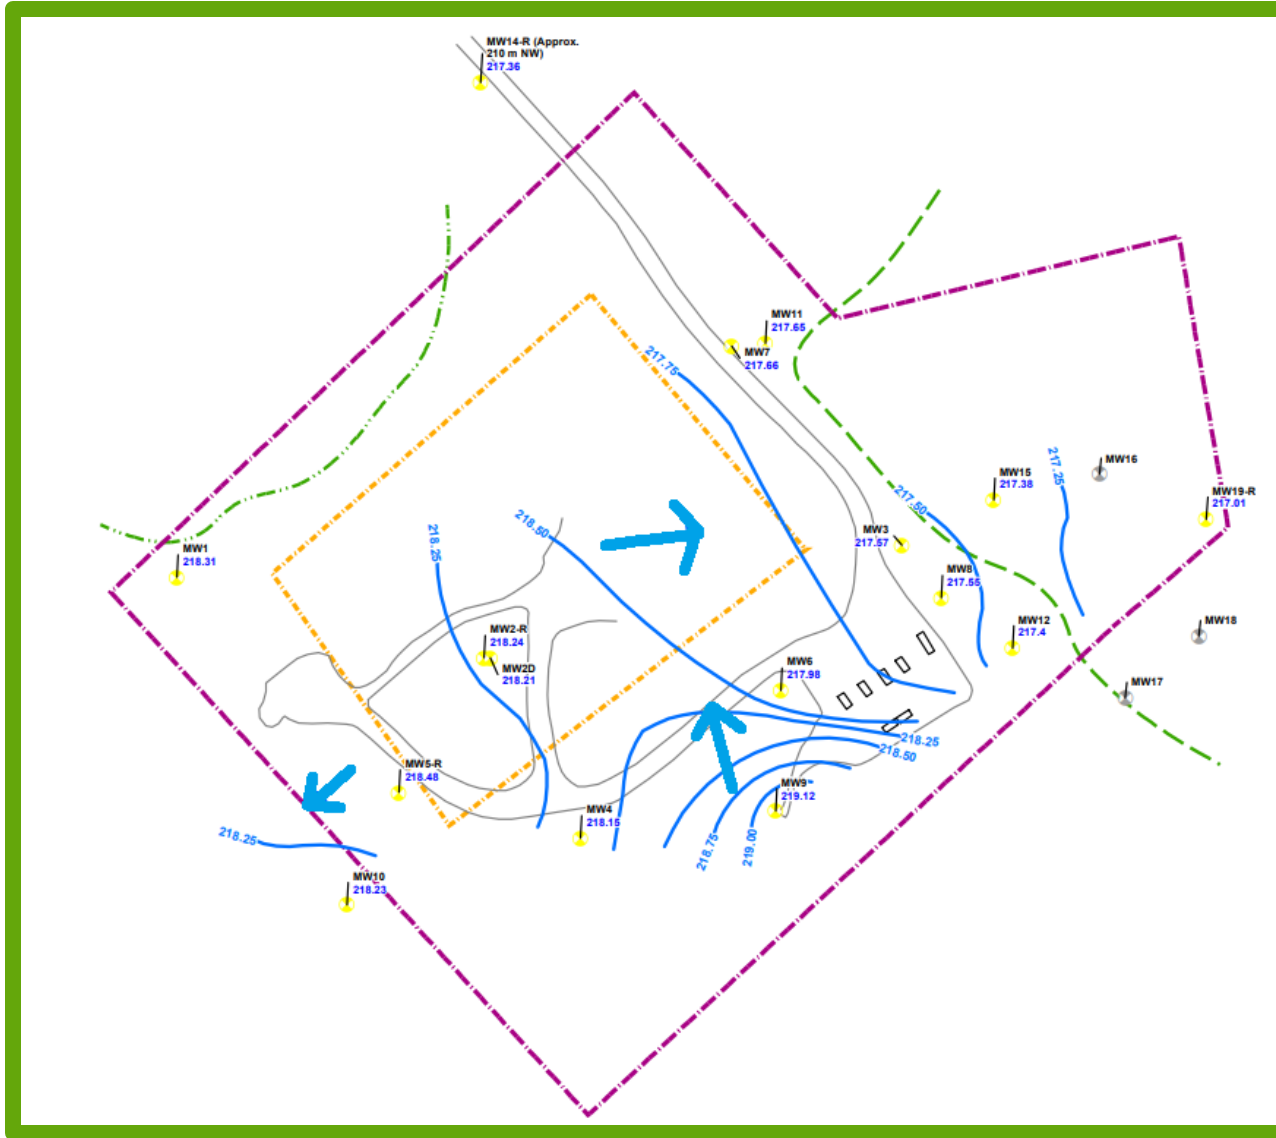 MW14-R (Approx.
210 m NW)
217.36
MW11
217.65
MW7
217.66
217.75
MW16
217.25
MW15
217.38
MW19-R
217.01
217.50
218.50
218.25
MW3
217.57
MW1
218.31
MW8
217.55
MW12
217.4
MW18
MW2-R
218.24
MW2D
218.21
MW6
217.98
MW17
218.25
218.50
MW5-R
218.48
MW9
219.12
MW4
218.15
218.25
218.75
219.00
MW10
218.23